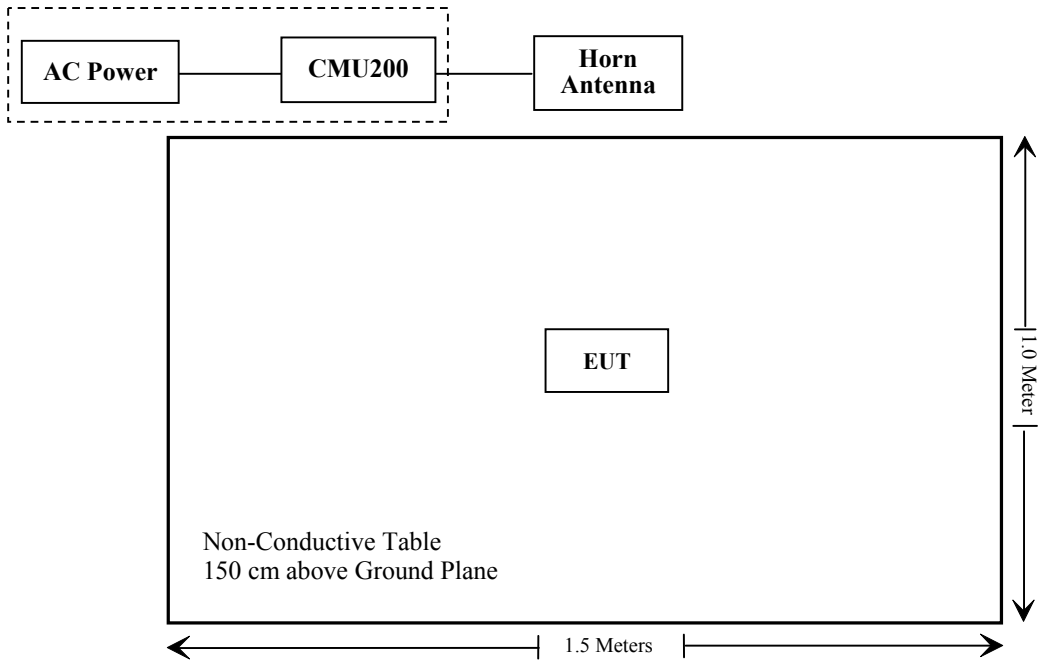 AC Power
CMU200
Horn
Antenna
EUT
1.0 Meter
Non-Conductive Table
150 cm above Ground Plane
1.5 Meters